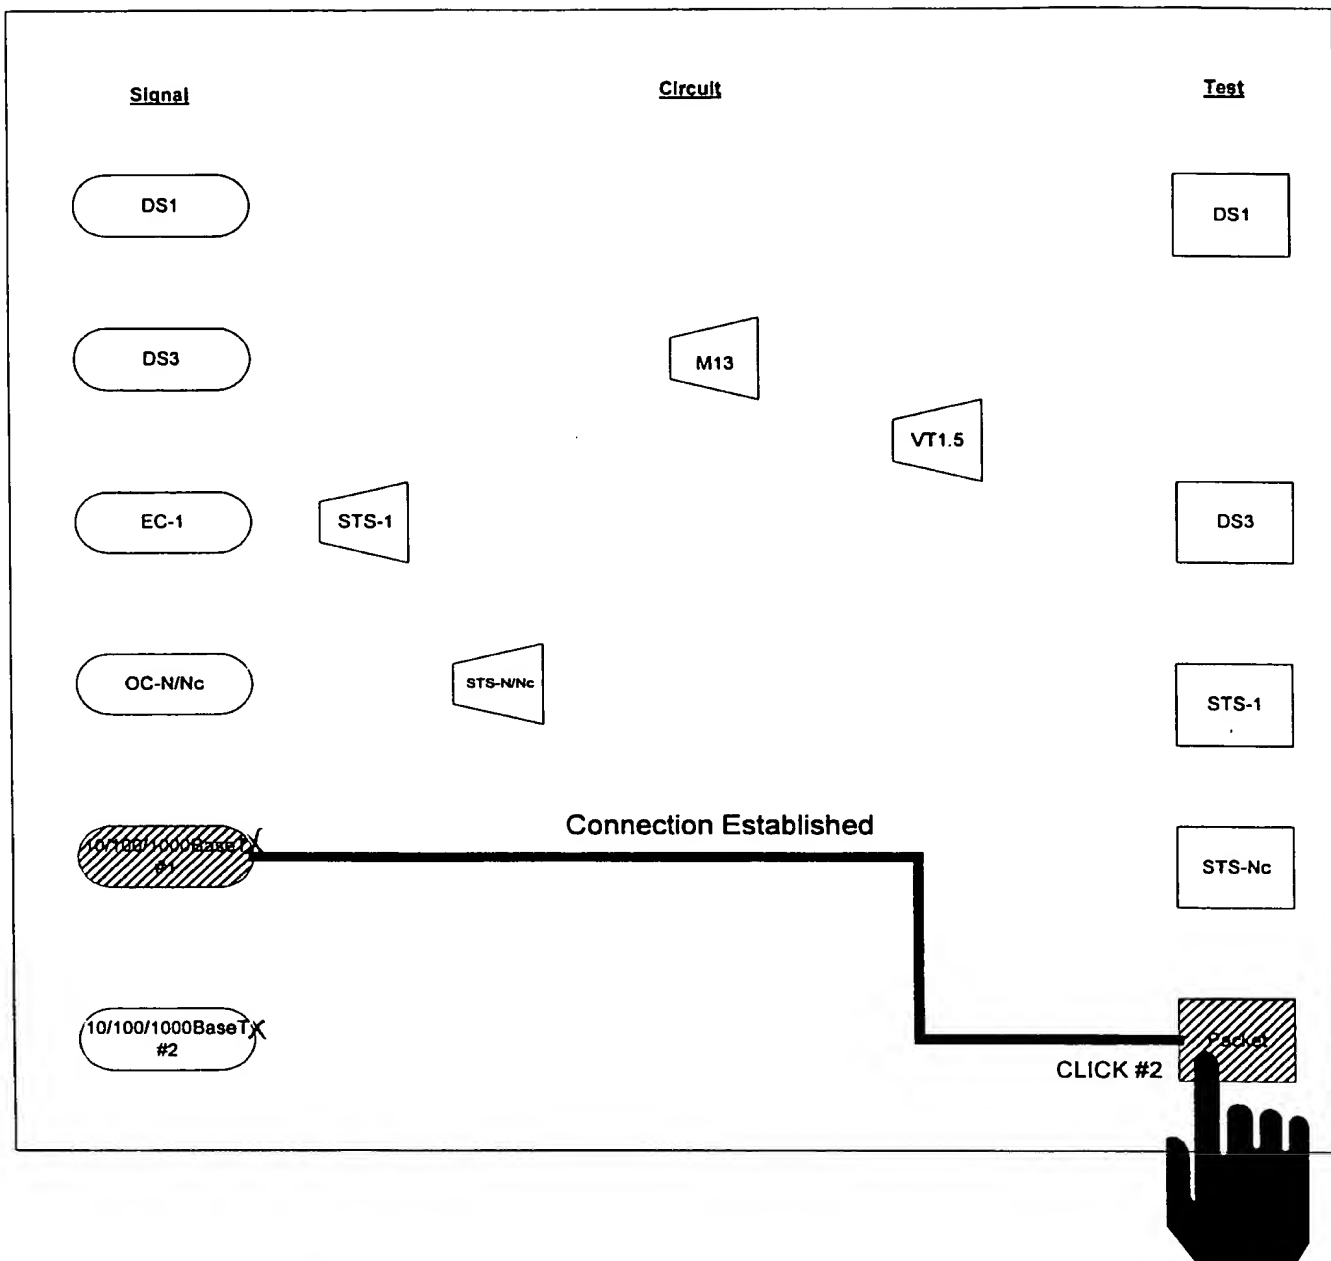 Signal
Circuit
Test
DS1
DS1
DS3
M13
VT1.5
EC-1
STS-1
DS3
OC-N/Nc
STS-N/Nc
STS-1
Connection Established
10/100/1000BaseTX
#1
STS-Nc
10/100/1000BaseTX
#2
Packet
CLICK #2